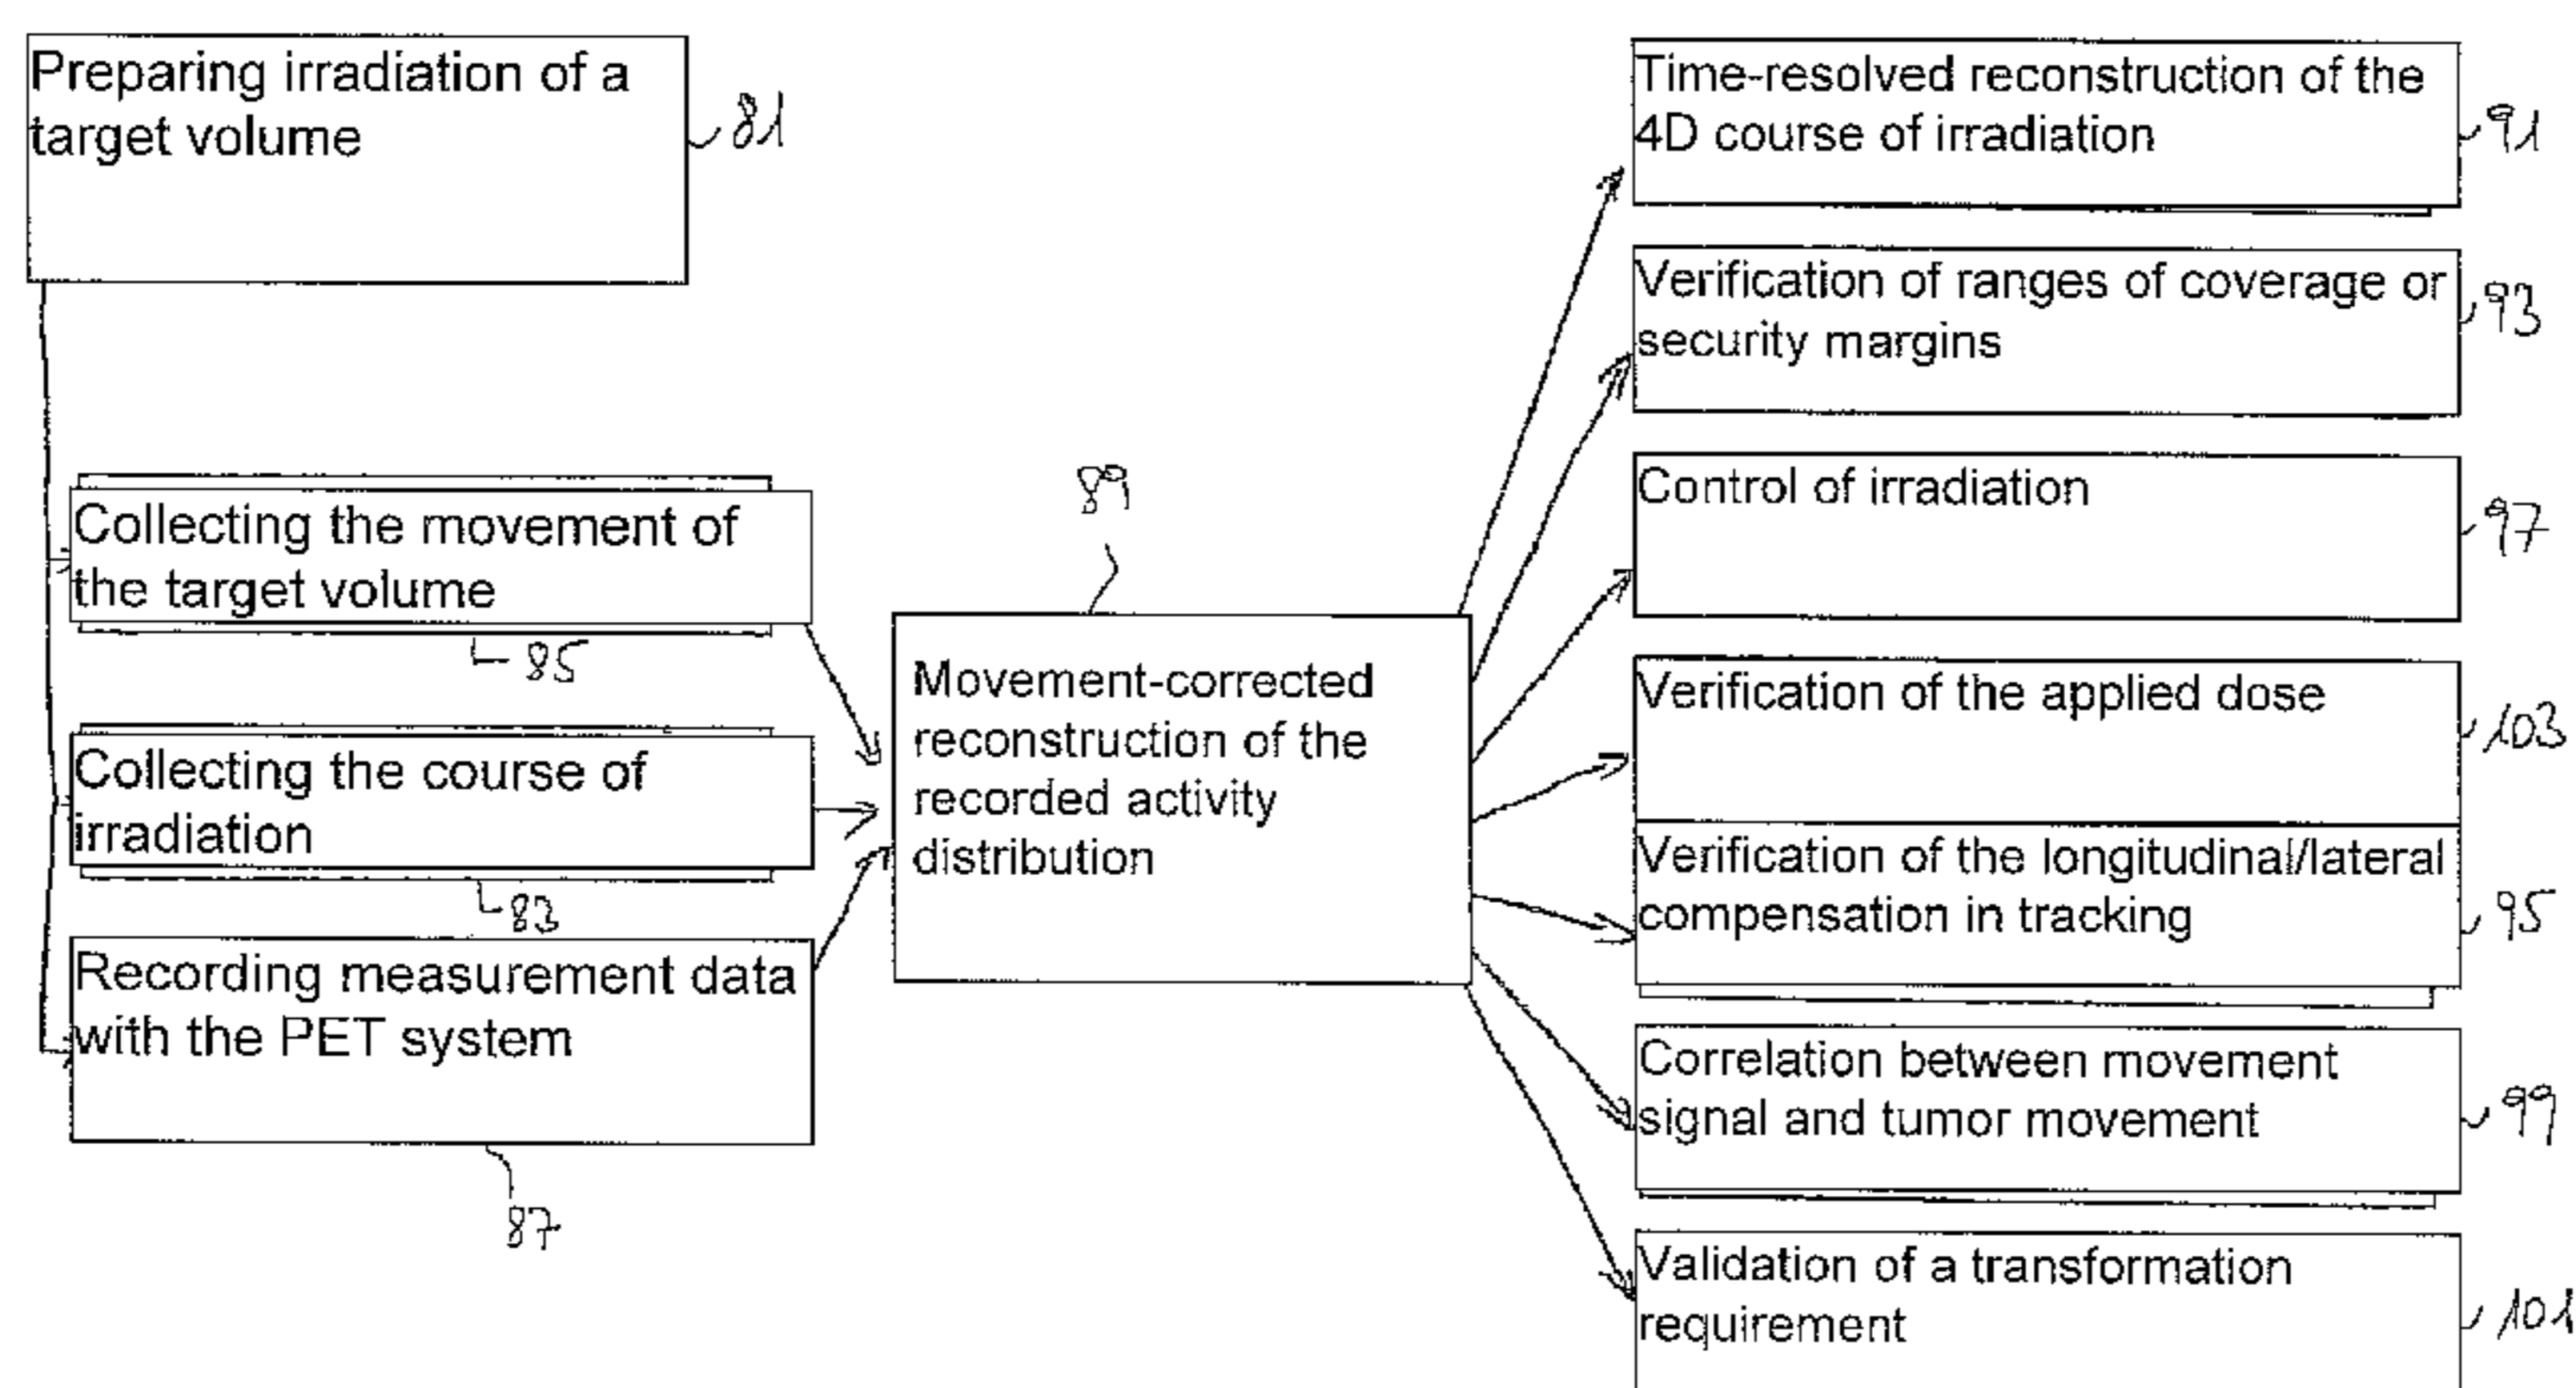 Preparing irradiation of a
target volume
81
Collecting the movement of
the target volume
85
Collecting the course of
irradiation
83
Recording measurement data
with the PET system
87
89
Movement-corrected
reconstruction of the
recorded activity
distribution
Time-resolved reconstruction of the
4D course of irradiation
91
Verification of ranges of coverage or
security margins
93
Control of irradiation
97
Verification of the applied dose
103
Verification of the longitudinal/lateral
compensation in tracking
95
Correlation between movement
signal and tumor movement
99
Validation of a transformation
requirement
101